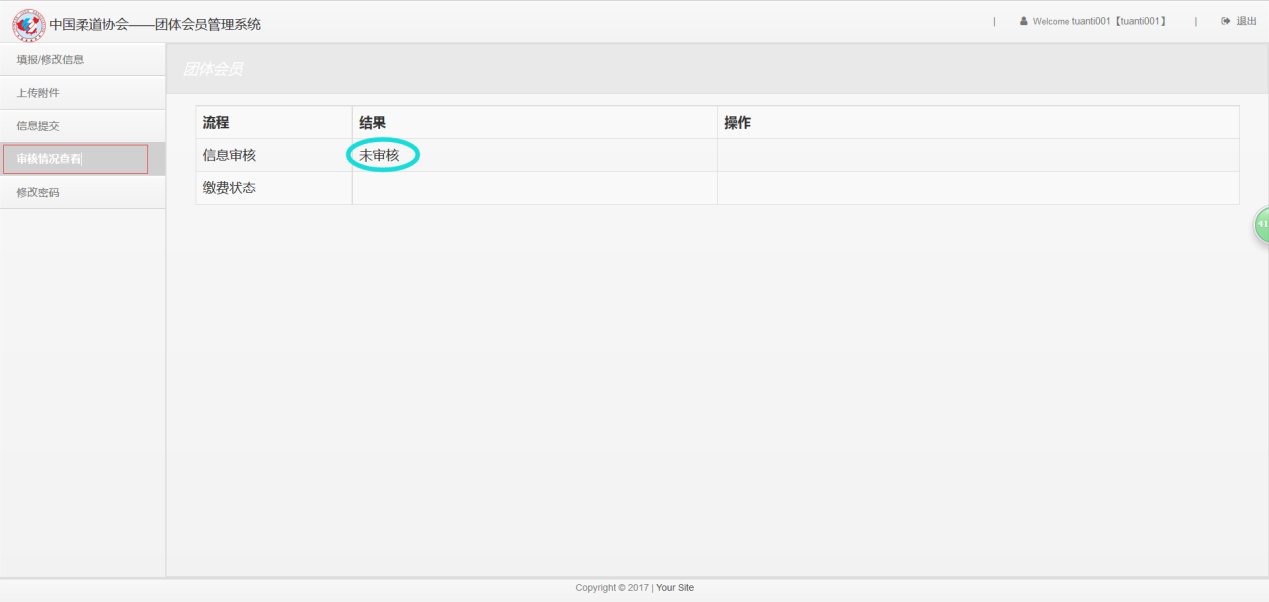 中国柔道协会——团体会员管理系统
| Welcome tuanti001【tuanti001】 | 退出
填报/修改信息
上传附件
信息提交
审核情况查看
修改密码
团体会员
流程 结果 操作
信息审核 未审核
缴费状态
41
Copyright © 2017 | Your Site